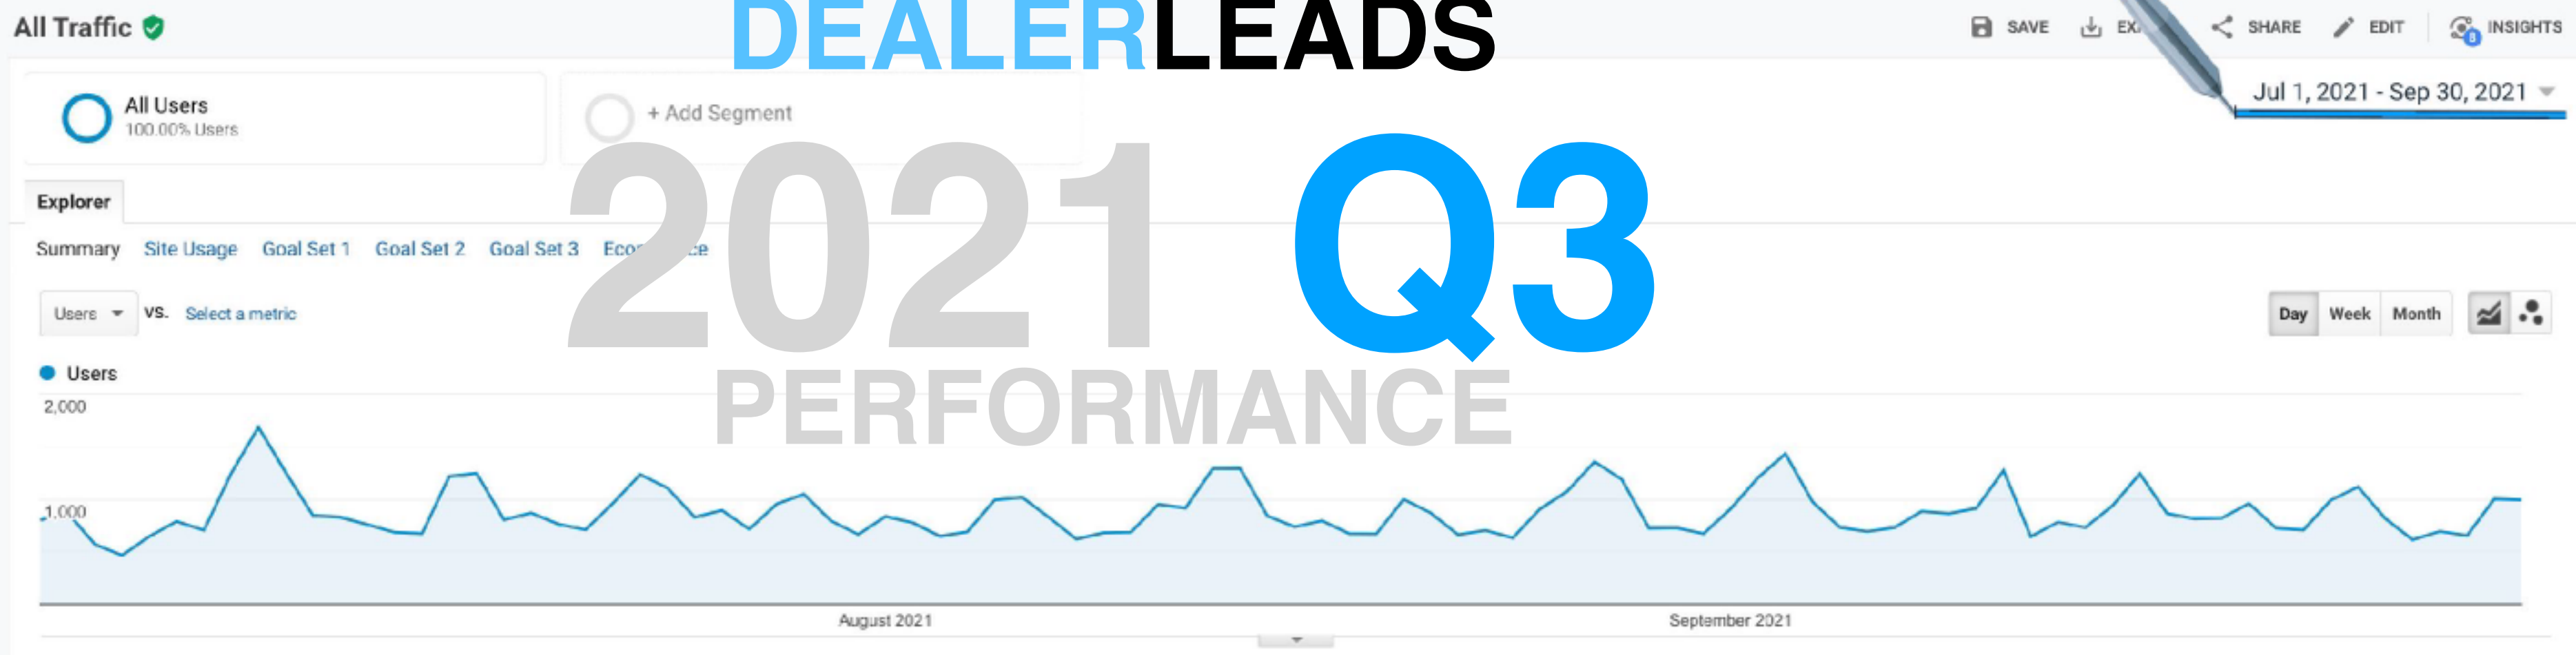 DEALERLEADS
All Traffic
SAVE
SHARE
EDIT
INSIGHTS
All Users
100.00% Users
+ Add Segment
Jul 1, 2021 - Sep 30, 2021
2021 Q3
Explorer
Summary Site Usage Goal Set 1 Goal Set 2 Goal Set 3
Users VS. Select a metric
Day Week Month
PERFORMANCE
Users
2,000
1,000
August 2021 September 2021